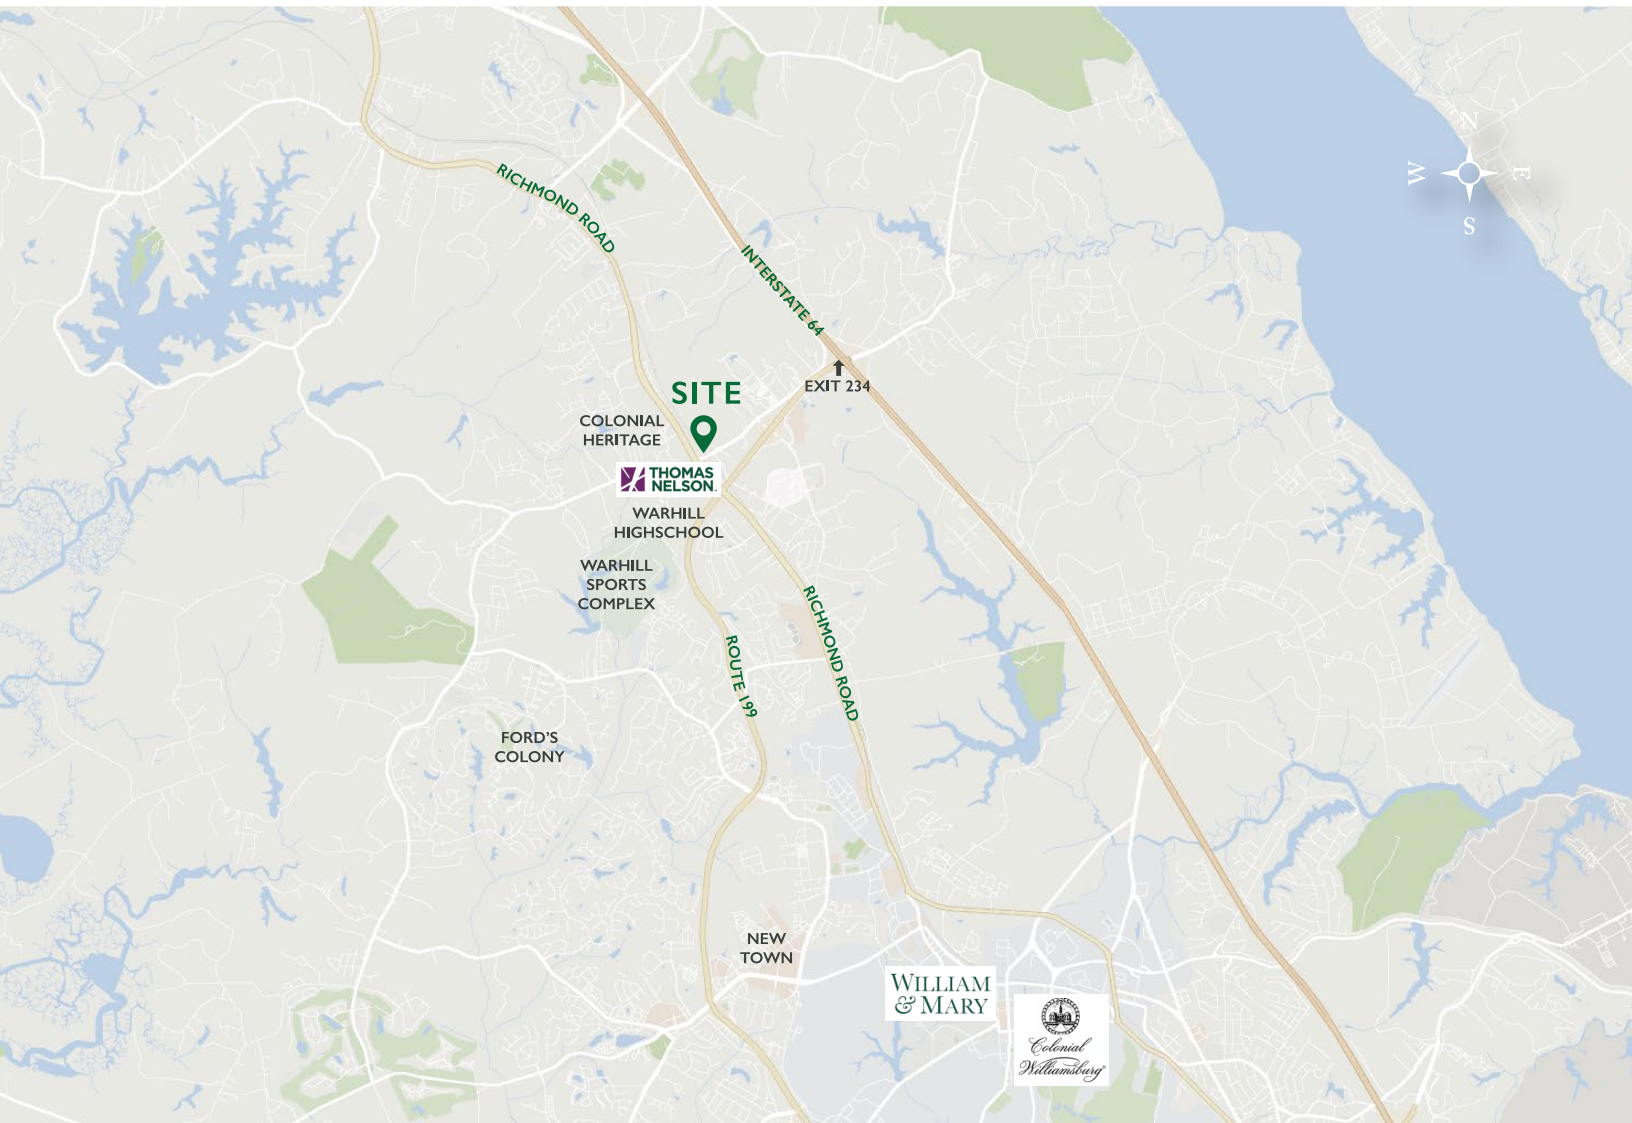 N
W
E
S
RICHMOND ROAD
INTERSTATE 64
EXIT 234
SITE
COLONIAL
HERITAGE
THOMAS
NELSON
WARHILL
HIGHSCHOOL
WARHILL
SPORTS
COMPLEX
RICHMOND ROAD
ROUTE 199
FORD'S
COLONY
NEW
TOWN
WILLIAM
& MARY
Colonial
Williamsburg